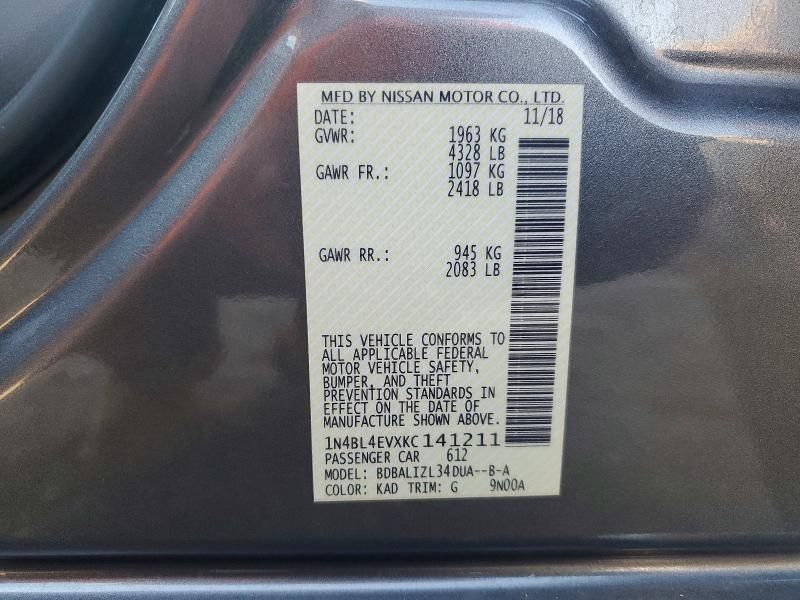 MFD BY NISSAN MOTOR CO., LTD.
DATE: 11/18
GVWR: 1963 KG
4328 LB
GAWR FR.: 1097 KG
2418 LB
GAWR RR.: 945 KG
2083 LB
THIS VEHICLE CONFORMS TO
ALL APPLICABLE FEDERAL
MOTOR VEHICLE SAFETY,
BUMPER, AND THEFT
PREVENTION STANDARDS IN
EFFECT ON THE DATE OF
MANUFACTURE SHOWN ABOVE.
1N4BL4EVXKC141211
PASSENGER CAR 612
MODEL: BDBALIZL34DUA--B-A
COLOR: KAD TRIM: G 9N00A